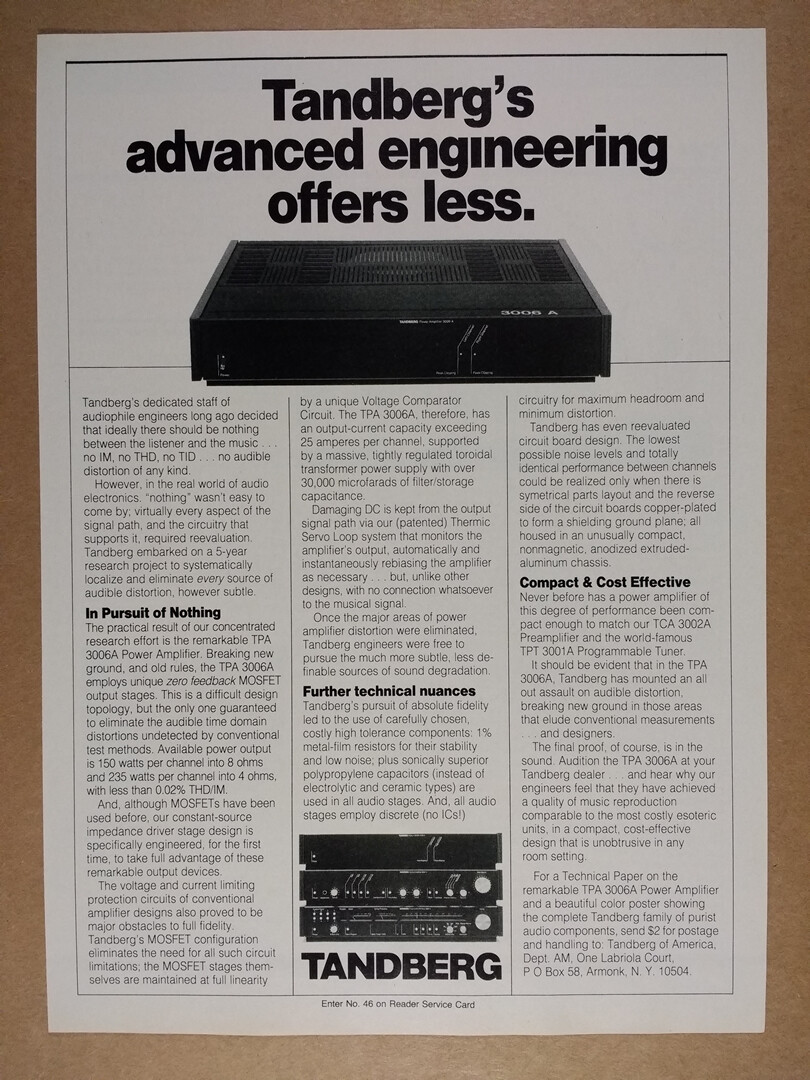 Tandberg's
advanced engineering
offers less.
3006 A
TANDBERG Power Amplifier 3006 A
Power
Tandberg's dedicated staff of
audiophile engineers long ago decided
that ideally there should be nothing
between the listener and the music . . .
no IM, no THD, no TID . . . no audible
distortion of any kind.
However, in the real world of audio
electronics. "nothing" wasn't easy to
come by; virtually every aspect of the
signal path, and the circuitry that
supports it, required reevaluation.
Tandberg embarked on a 5-year
research project to systematically
localize and eliminate every source of
audible distortion, however subtle.
In Pursuit of Nothing
The practical result of our concentrated
research effort is the remarkable TPA
3006A Power Amplifier. Breaking new
ground, and old rules, the TPA 3006A
employs unique zero feedback MOSFET
output stages. This is a difficult design
topology, but the only one guaranteed
to eliminate the audible time domain
distortions undetected by conventional
test methods. Available power output
is 150 watts per channel into 8 ohms
and 235 watts per channel into 4 ohms,
with less than 0.02% THD/IM.
And, although MOSFETs have been
used before, our constant-source
impedance driver stage design is
specifically engineered, for the first
time, to take full advantage of these
remarkable output devices.
The voltage and current limiting
protection circuits of conventional
amplifier designs also proved to be
major obstacles to full fidelity.
Tandberg's MOSFET configuration
eliminates the need for all such circuit
limitations; the MOSFET stages them-
selves are maintained at full linearity
by a unique Voltage Comparator
Circuit. The TPA 3006A, therefore, has
an output-current capacity exceeding
25 amperes per channel, supported
by a massive, tightly regulated toroidal
transformer power supply with over
30,000 microfarads of filter/storage
capacitance.
Damaging DC is kept from the output
signal path via our (patented) Thermic
Servo Loop system that monitors the
amplifier's output, automatically and
instantaneously rebiasing the amplifier
as necessary . . . but, unlike other
designs, with no connection whatsoever
to the musical signal.
Once the major areas of power
amplifier distortion were eliminated,
Tandberg engineers were free to
pursue the much more subtle, less de-
finable sources of sound degradation.
Further technical nuances
Tandberg's pursuit of absolute fidelity
led to the use of carefully chosen,
costly high tolerance components: 1%
metal-film resistors for their stability
and low noise; plus sonically superior
polypropylene capacitors (instead of
electrolytic and ceramic types) are
used in all audio stages. And, all audio
stages employ discrete (no ICs!)
TANDBERG
circuitry for maximum headroom and
minimum distortion.
Tandberg has even reevaluated
circuit board design. The lowest
possible noise levels and totally
identical performance between channels
could be realized only when there is
symetrical parts layout and the reverse
side of the circuit boards copper-plated
to form a shielding ground plane; all
housed in an unusually compact,
nonmagnetic, anodized extruded-
aluminum chassis.
Compact & Cost Effective
Never before has a power amplifier of
this degree of performance been com-
pact enough to match our TCA 3002A
Preamplifier and the world-famous
TPT 3001A Programmable Tuner.
It should be evident that in the TPA
3006A, Tandberg has mounted an all
out assault on audible distortion,
breaking new ground in those areas
that elude conventional measurements
. . . and designers.
The final proof, of course, is in the
sound. Audition the TPA 3006A at your
Tandberg dealer . . . and hear why our
engineers feel that they have achieved
a quality of music reproduction
comparable to the most costly esoteric
units, in a compact, cost-effective
design that is unobtrusive in any
room setting.
For a Technical Paper on the
remarkable TPA 3006A Power Amplifier
and a beautiful color poster showing
the complete Tandberg family of purist
audio components, send $2 for postage
and handling to: Tandberg of America,
Dept. AM, One Labriola Court,
P O Box 58, Armonk, N. Y. 10504.
Enter No. 46 on Reader Service Card